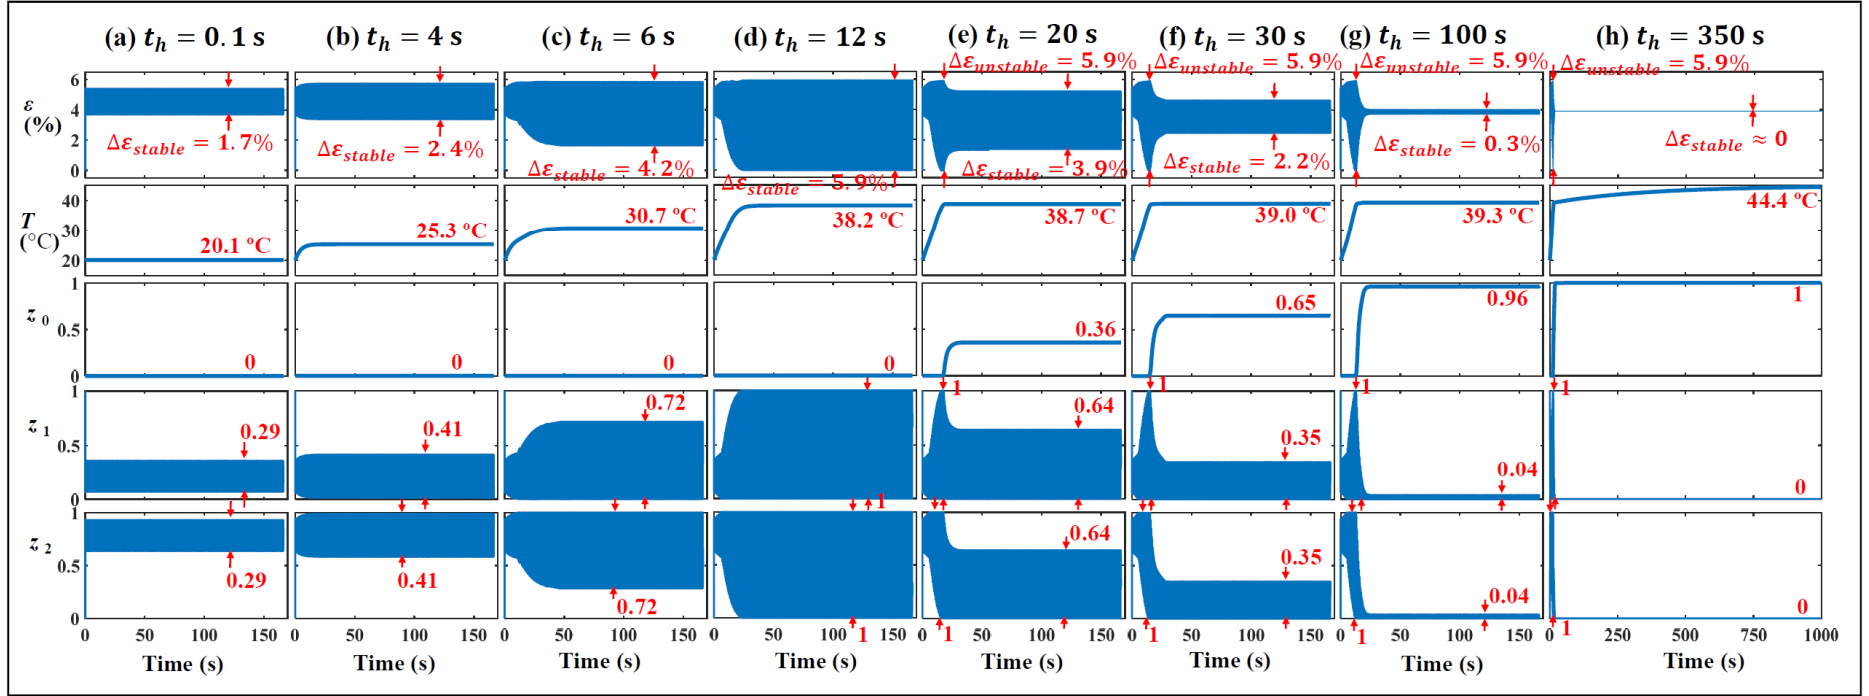 (a) t_h = 0.1 s (b) t_h = 4 s (c) t_h = 6 s (d) t_h = 12 s (e) t_h = 20 s (f) t_h = 30 s (g) t_h = 100 s (h) t_h = 350 s
Δε_unstable = 5.9% Δε_unstable = 5.9% Δε_unstable = 5.9% Δε_unstable = 5.9%
ε
(%)
6
4
2
0
Δε_stable = 1.7% Δε_stable = 2.4% Δε_stable = 4.2% Δε_stable = 5.9% Δε_stable = 3.9% Δε_stable = 2.2% Δε_stable = 0.3% Δε_stable ≈ 0
T
(°C)
40
30
20
20.1 ºC 25.3 ºC 30.7 ºC 38.2 ºC 38.7 ºC 39.0 ºC 39.3 ºC 44.4 ºC
z_0
1
0.5
0
0 0 0 0 0.36 0.65 0.96 1
z_1
1
0.5
0
0.29 0.41 0.72 1 1 0.64 1 0.35 1 0.04 1 0
z_2
1
0.5
0
0.29 0.41 0.72 1 1 0.64 1 0.35 1 0.04 1 0
0 50 100 150 0 50 100 150 0 50 100 150 0 50 100 150 0 50 100 150 0 50 100 150 0 50 100 150 0 250 500 750 1000
Time (s) Time (s) Time (s) Time (s) Time (s) Time (s) Time (s) Time (s)